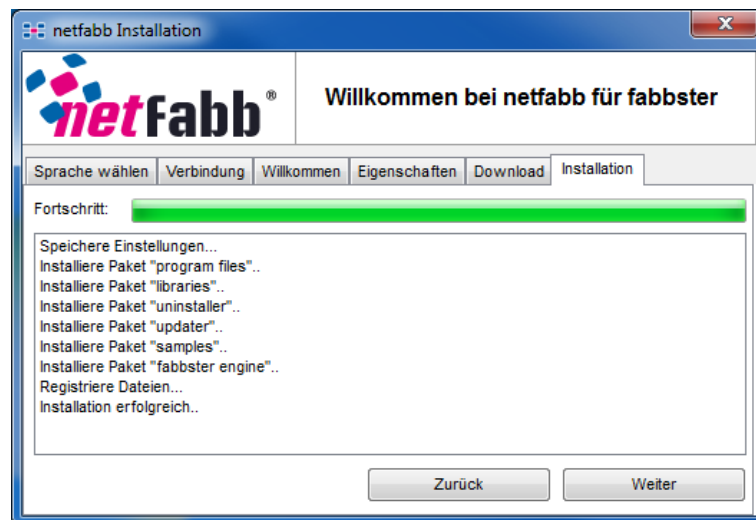 netfabb Installation
netfabb®
Willkommen bei netfabb für fabbster
Sprache wählen Verbindung Willkommen Eigenschaften Download Installation
Fortschritt:
Speichere Einstellungen...
Installiere Paket "program files"..
Installiere Paket "libraries"..
Installiere Paket "uninstaller"..
Installiere Paket "updater"..
Installiere Paket "samples"..
Installiere Paket "fabbster engine"..
Registriere Dateien...
Installation erfolgreich..
Zurück Weiter